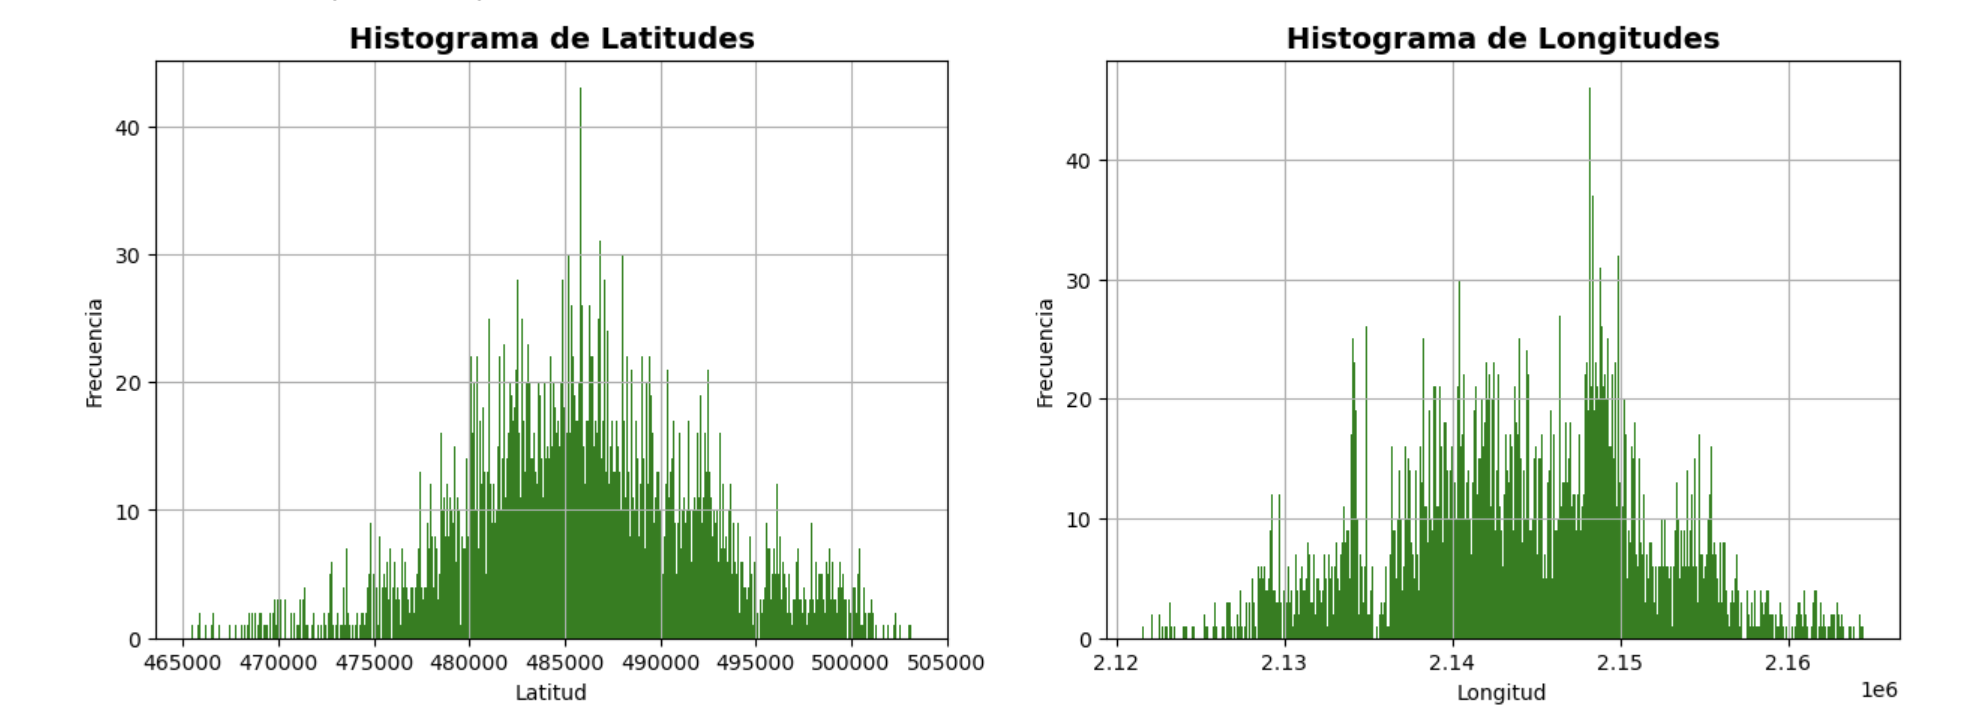 Histograma de Latitudes
Frecuencia
40
30
20
10
0
465000 470000 475000 480000 485000 490000 495000 500000 505000
Latitud
Histograma de Longitudes
Frecuencia
40
30
20
10
0
2.12 2.13 2.14 2.15 2.16
1e6
Longitud